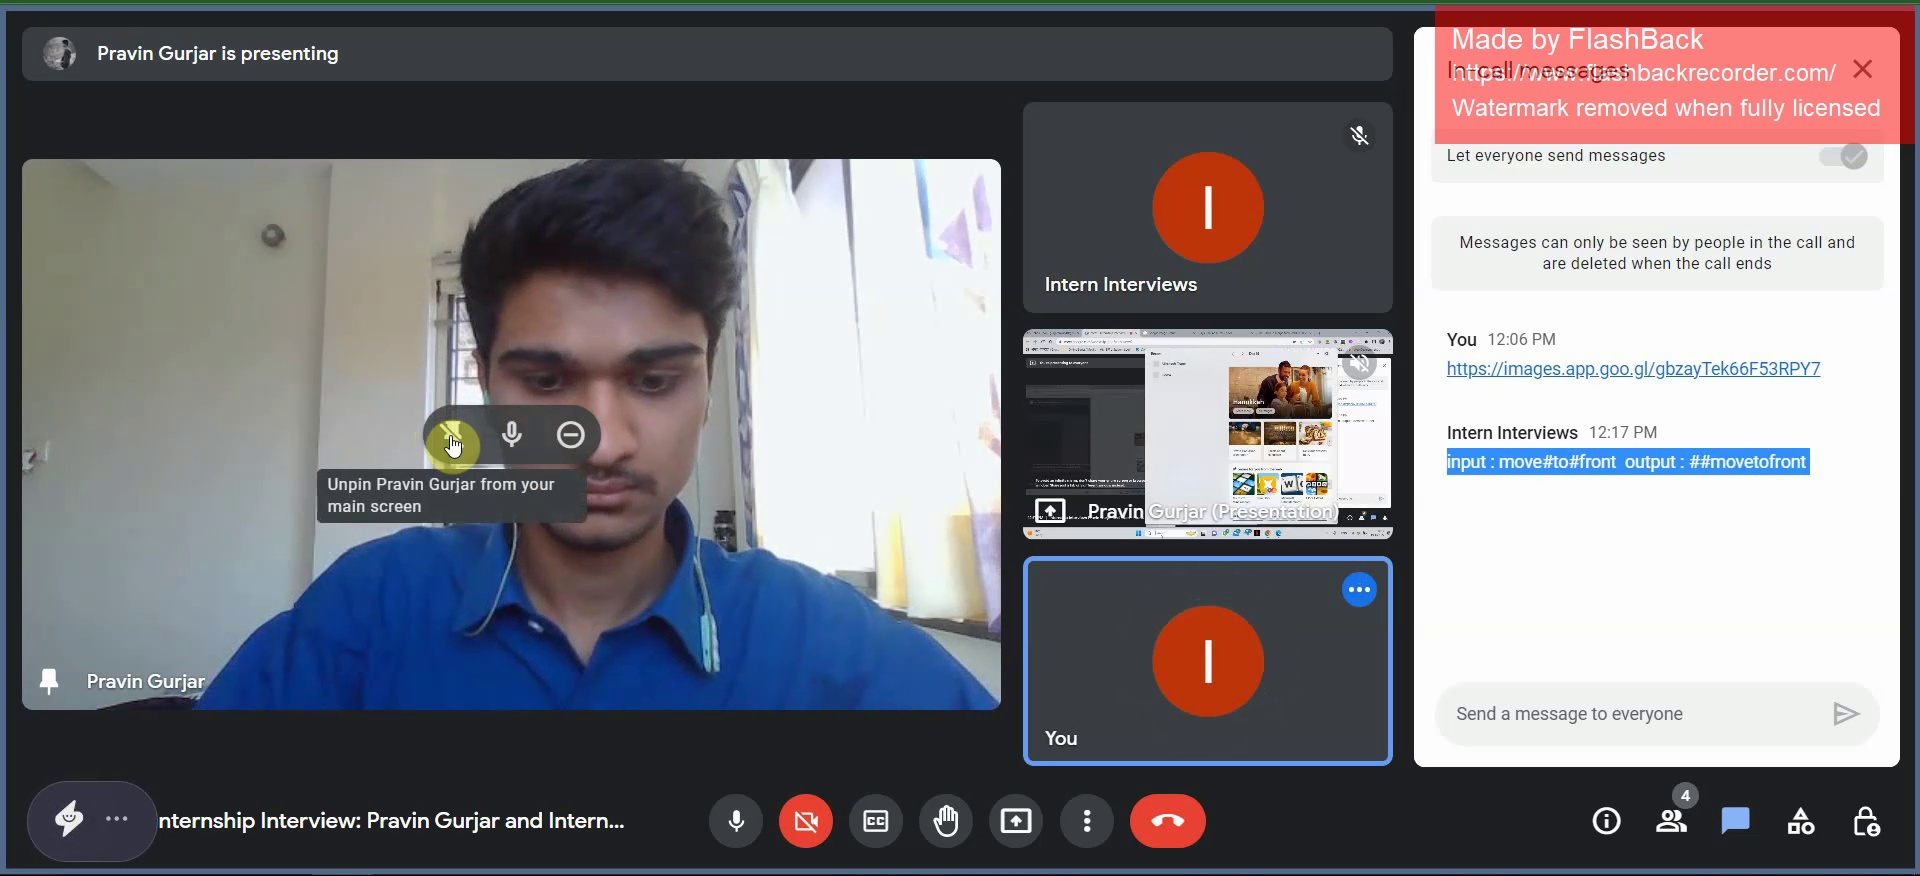 Pravin Gurjar is presenting
Made by FlashBack
In-call messages
https://www.flashbackrecorder.com/
Watermark removed when fully licensed
Let everyone send messages
Messages can only be seen by people in the call and
are deleted when the call ends
You 12:06 PM
https://images.app.goo.gl/gbzayTek66F53RPY7
Intern Interviews 12:17 PM
input : move#to#front output : ##movetofront
Send a message to everyone
Intern Interviews
Hanukkah
Pravin Gurjar (Presentation)
I
I
You
Unpin Pravin Gurjar from your
main screen
Pravin Gurjar
nternship Interview: Pravin Gurjar and Intern...
4